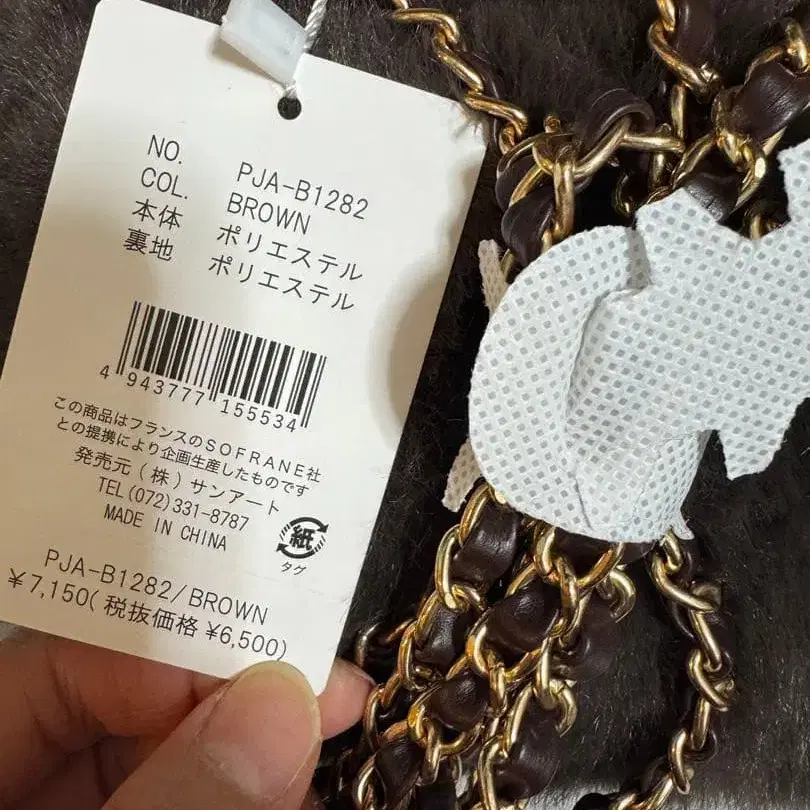 NO. PJA-B1282
COL. BROWN
本体 ポリエステル
裏地 ポリエステル
4 943777 155534
この商品はフランスのSOFRANE社
との提携により企画生産したものです
発売元(株)サンアート
TEL(072)331-8787
MADE IN CHINA
紙
タグ
PJA-B1282/BROWN
¥7,150(税抜価格¥6,500)